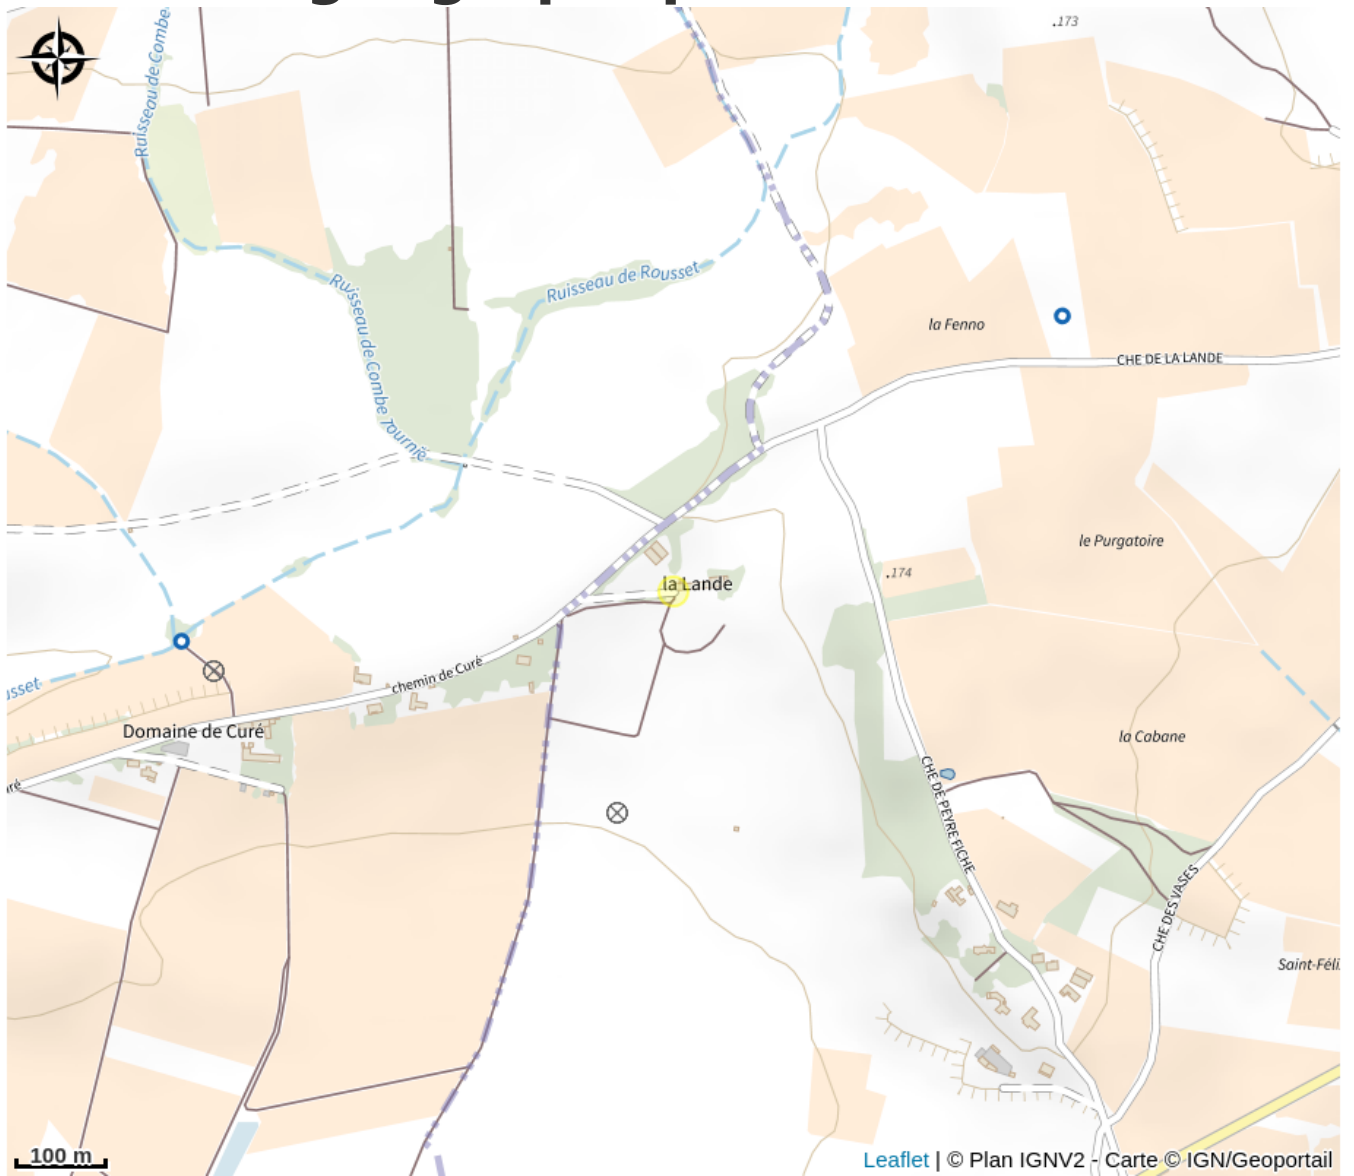 .173
Ruisseau de Combe
Ruisseau de Rousset
Ruisseau de Combe Tournié
la Fenno
CHE DE LA LANDE
le Purgatoire
.174
la Lande
chemin de Curé
Domaine de Curé
la Cabane
CHE DE PEYRE FICHE
CHE DES VASES
Saint-Féli
100 m
Leaflet | © Plan IGNV2 - Carte © IGN/Geoportail